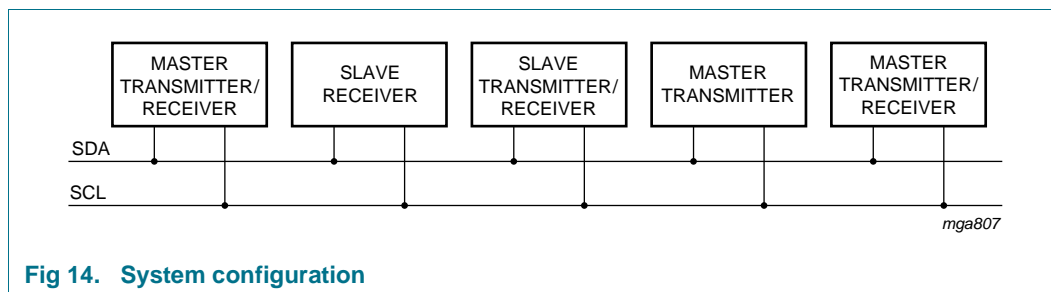 MASTER
TRANSMITTER/
RECEIVER
SLAVE
RECEIVER
SLAVE
TRANSMITTER/
RECEIVER
MASTER
TRANSMITTER
MASTER
TRANSMITTER/
RECEIVER
SDA
SCL
mga807
Fig 14. System configuration